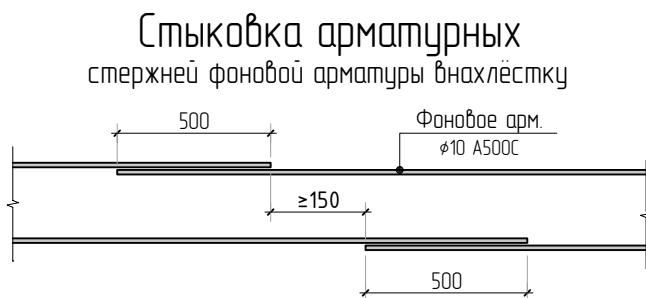 Стыковка арматурных
стержней фоновой арматуры внахлёстку
500
Фоновое арм.
ϕ10 А500С
≥150
500